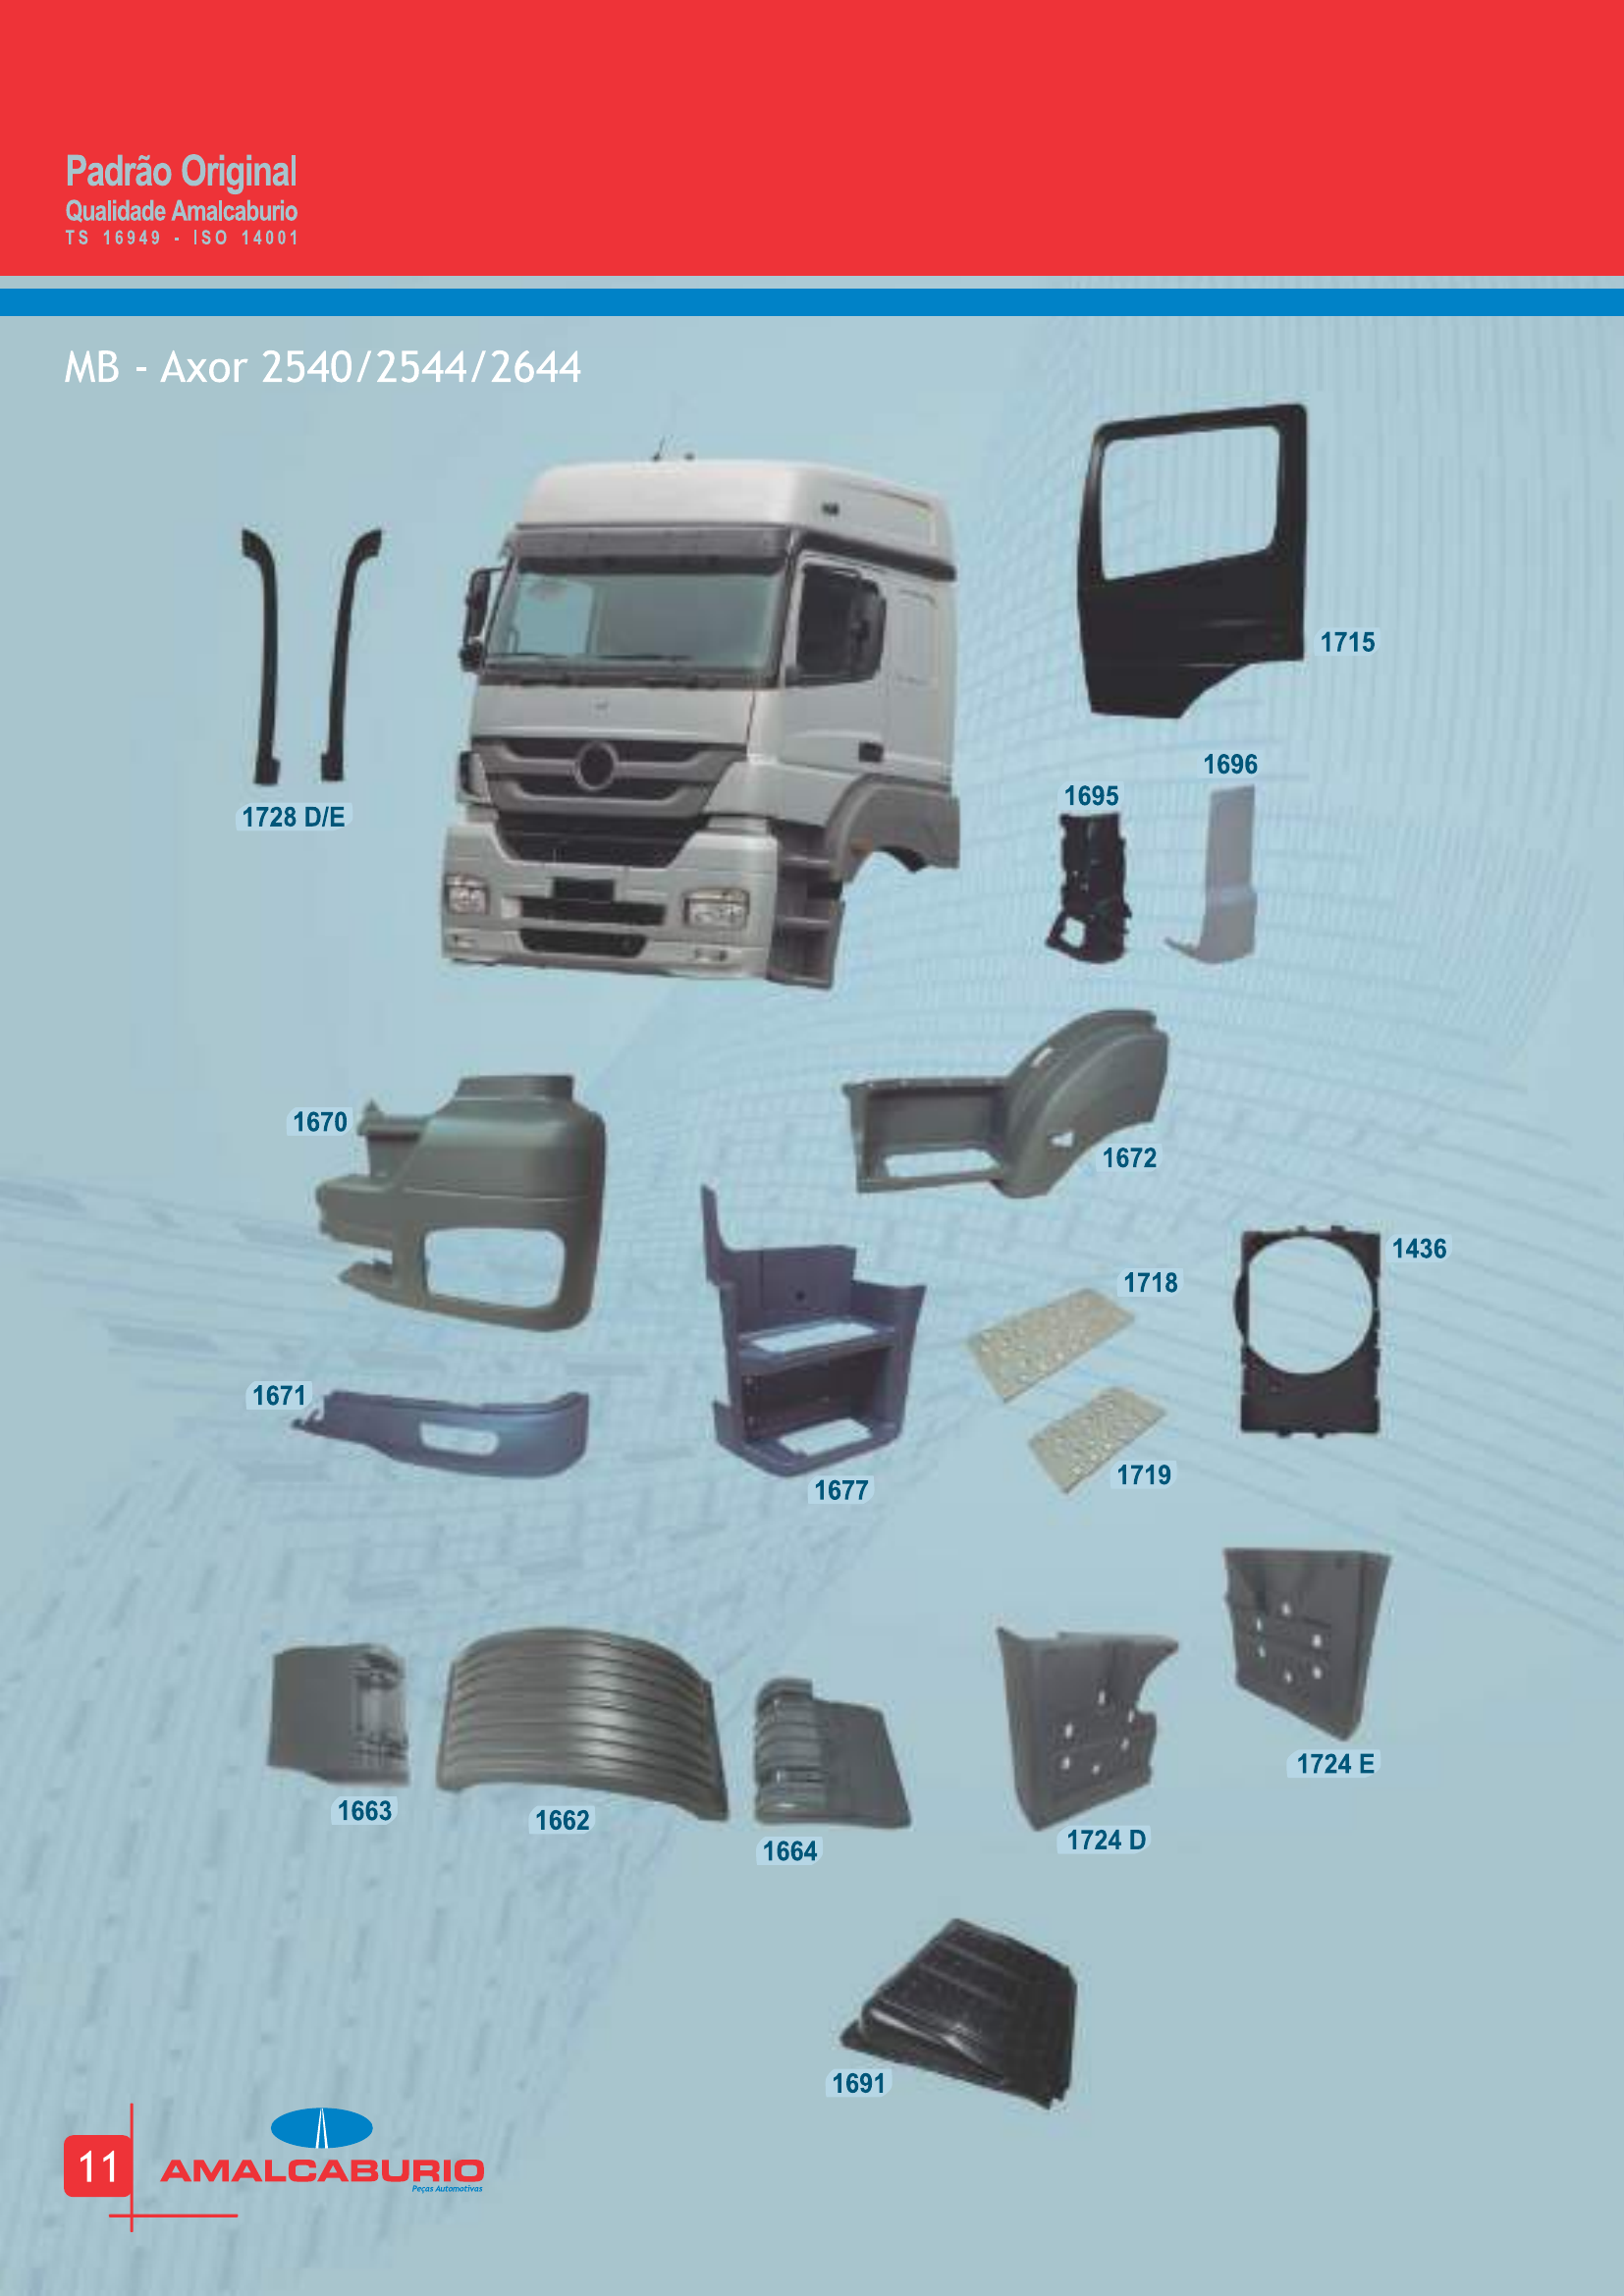 Padrão Original
Qualidade Amalcaburio
TS 16949 - ISO 14001
MB - Axor 2540/2544/2644
1715
1696
1695
1728 D/E
1670
1672
1436
1718
1671
1719
1677
1724 E
1663
1662
1724 D
1664
1691
11
AMALCABURIO
Peças Automotivas